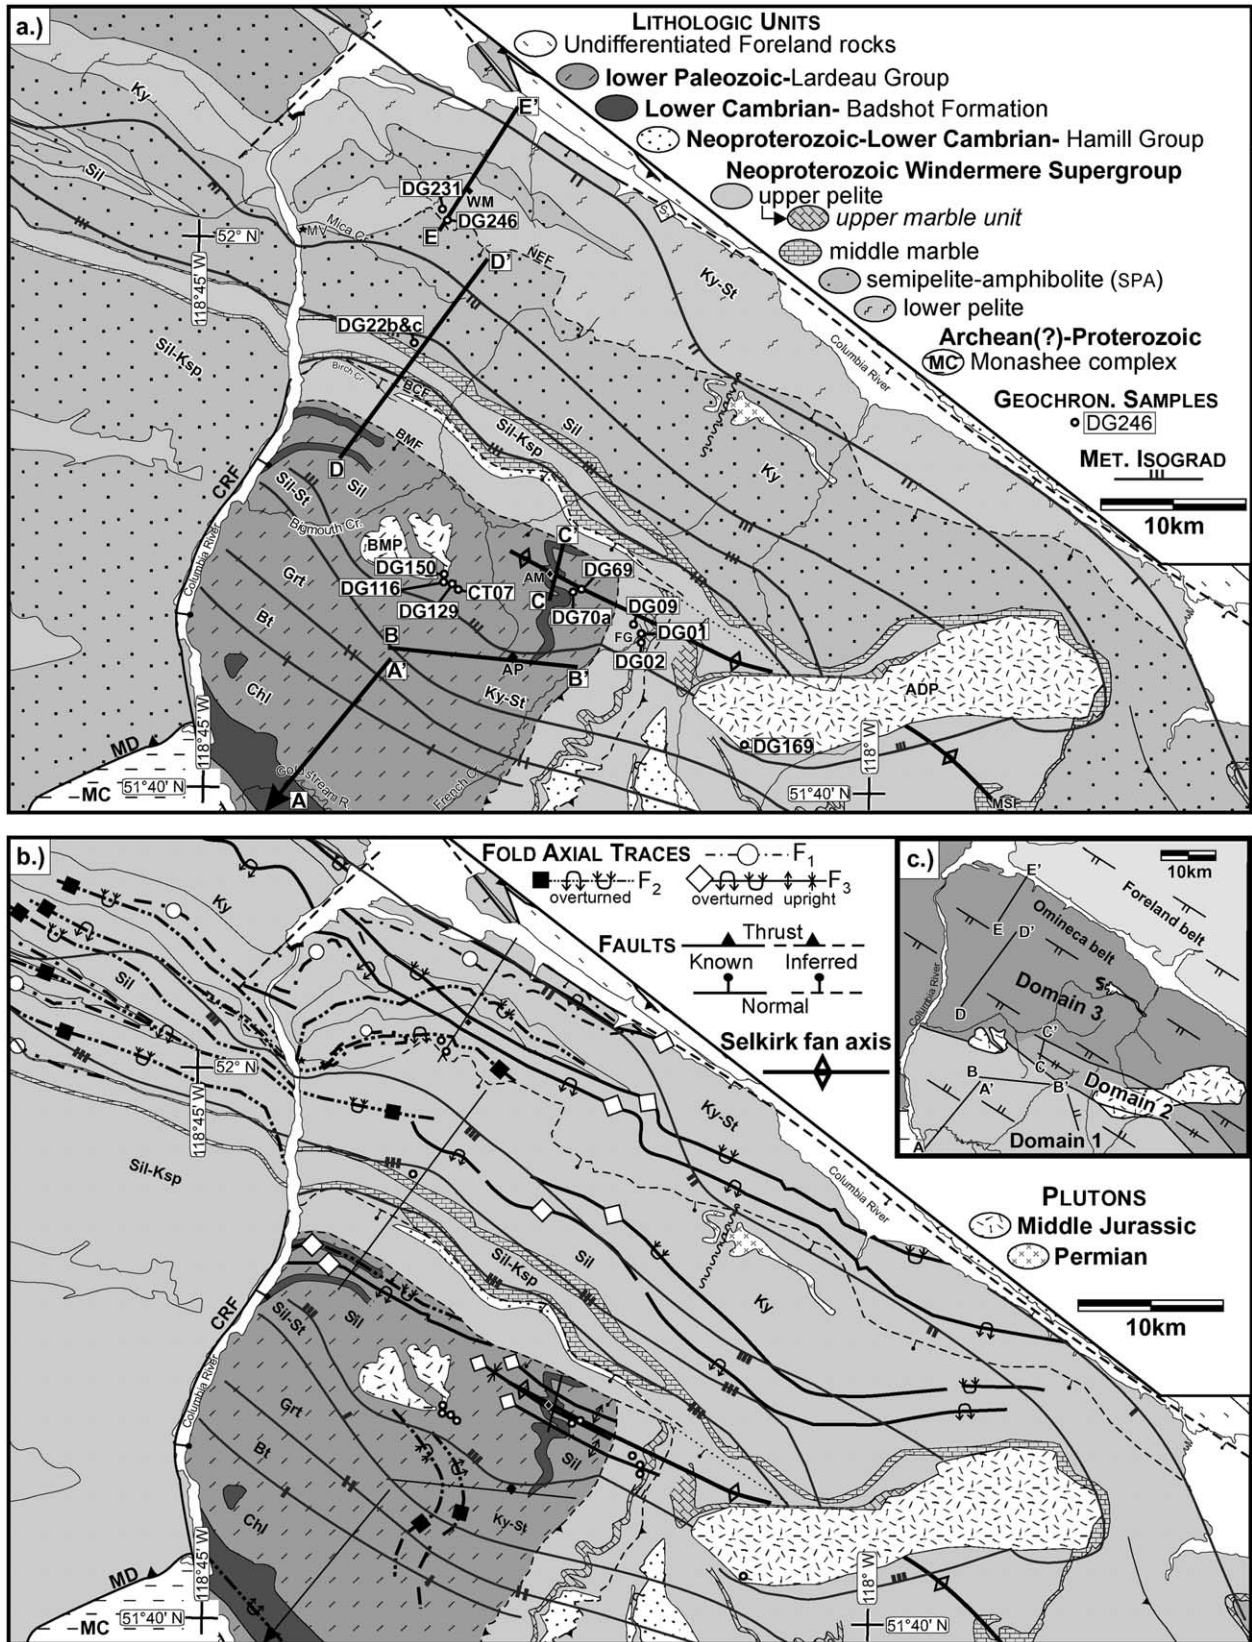 a.)
LITHOLOGIC UNITS
Undifferentiated Foreland rocks
lower Paleozoic-Lardeau Group
Lower Cambrian- Badshot Formation
Neoproterozoic-Lower Cambrian- Hamill Group
Neoproterozoic Windermere Supergroup
upper pelite
upper marble unit
middle marble
semipelite-amphibolite (SPA)
lower pelite
Archean(?)-Proterozoic
MC Monashee complex
GEOCHRON. SAMPLES
DG246
MET. ISOGRAD
10km
Ky
Sil
E'
DG231
WM
DG246
E
52° N
MV
Mica Cr.
D'
NEF
118°45' W
S
Ky-St
DG22b&c
Sil-Ksp
Birch Cr.
BCF
BMF
Columbia River
Sil
Sil-Ksp
Ky
D
CRF
Sil-St
Sil
Bigmouth Cr.
BMP
C'
DG150
AM
DG69
Columbia River
Grt
DG116
CT07
C
DG129
DG70a
DG09
Bt
B
FG
DG01
A'
AP
DG02
B'
Chl
Ky-St
ADP
118°45' W
MD
DG169
118° W
MC
51°40' N
Goldstream R.
A
French Cr.
51°40' N
MSF
b.)
FOLD AXIAL TRACES
F1
F2
F3
overturned
overturned upright
FAULTS
Thrust
Known
Inferred
Normal
Selkirk fan axis
c.)
10km
E'
Foreland belt
Omineca belt
E
D'
Columbia River
Domain 3
S
D
C'
C
B
A'
B'
Domain 2
A
Domain 1
PLUTONS
Middle Jurassic
Permian
10km
Ky
Sil
52° N
118°45' W
Ky-St
Sil-Ksp
Columbia River
Sil
Sil-Ksp
Ky
CRF
Sil-St
Sil
Columbia River
Grt
Bt
Sil
Chl
Ky-St
118°45' W
MD
118° W
MC
51°40' N
51°40' N